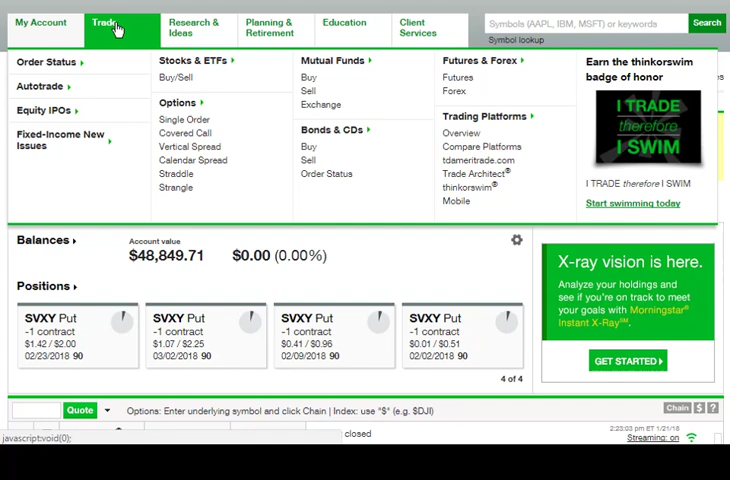 My Account
Trade
Research &
Ideas
Planning &
Retirement
Education
Client
Services
Symbols (AAPL, IBM, MSFT) or keywords
Search
Symbol lookup
Order Status
Autotrade
Equity IPOs
Fixed-Income New
Issues
Stocks & ETFs
Buy/Sell
Options
Single Order
Covered Call
Vertical Spread
Calendar Spread
Straddle
Strangle
Mutual Funds
Buy
Sell
Exchange
Bonds & CDs
Buy
Sell
Order Status
Futures & Forex
Futures
Forex
Trading Platforms
Overview
Compare Platforms
tdameritrade.com
Trade Architect®
thinkorswim®
Mobile
Earn the thinkorswim
badge of honor
I TRADE
therefore
I SWIM
I TRADE therefore I SWIM
Start swimming today
Balances
Account value
$48,849.71
$0.00 (0.00%)
Positions
SVXY Put
-1 contract
$1.42 / $2.00
02/23/2018 90
SVXY Put
-1 contract
$1.07 / $2.25
03/02/2018 90
SVXY Put
-1 contract
$0.41 / $0.96
02/09/2018 90
SVXY Put
-1 contract
$0.01 / $0.51
02/02/2018 90
4 of 4
X-ray vision is here.
Analyze your holdings and
see if you're on track to meet
your goals with Morningstar®
Instant X-Ray℠.
GET STARTED
Quote
Options: Enter underlying symbol and click Chain | Index: use "$" (e.g. $DJI)
Chain $ ?
closed
2:23:03 pm ET 1/21/18
Streaming: on
javascript:void(0);